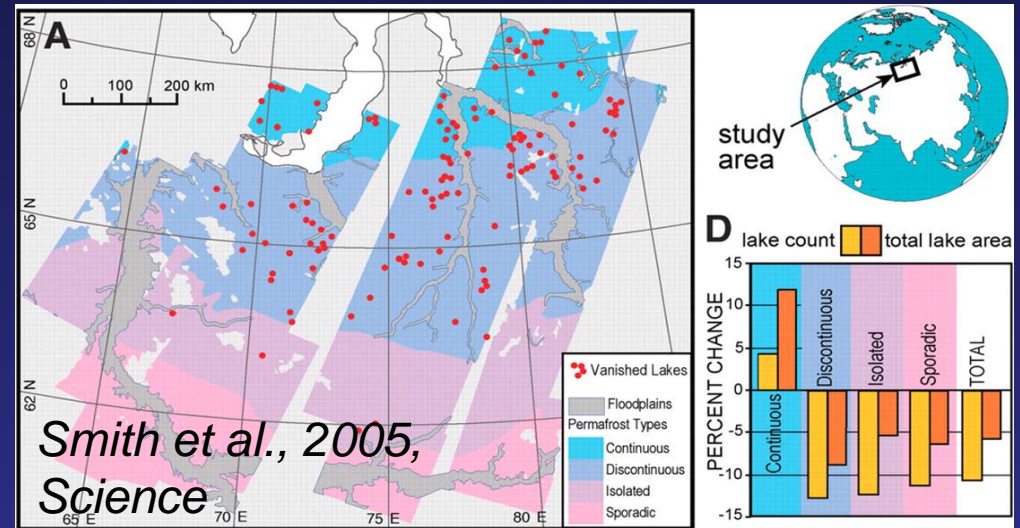 A
68 N
65 N
62 N
0 100 200 km
65 E 70 E 75 E 80 E
Vanished Lakes
Floodplains
Permafrost Types
Continuous
Discontinuous
Isolated
Sporadic
Smith et al., 2005,
Science
study
area
D
lake count total lake area
PERCENT CHANGE
15
10
5
0
-5
-10
-15
Continuous
Discontinuous
Isolated
Sporadic
TOTAL